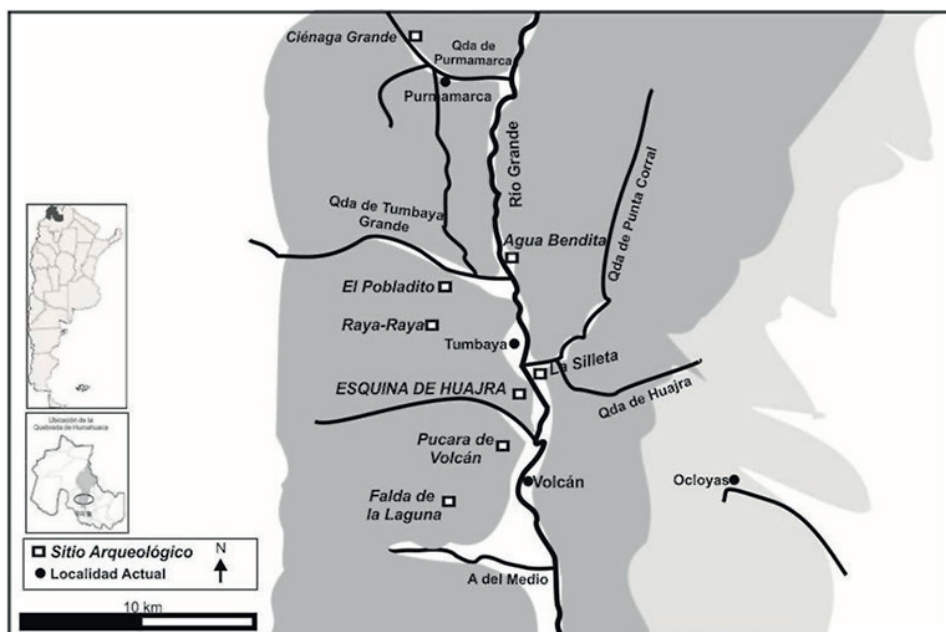 Ciénaga Grande
Qda de
Purmamarca
Purmamarca
Río Grande
Qda de Punta Corral
Qda de Tumbaya
Grande
Agua Bendita
El Pobladito
Raya-Raya
Tumbaya
La Silleta
ESQUINA DE HUAJRA
Qda de Huajra
Pucara de
Volcán
Volcán
Ocloyas
Falda de
la Laguna
A del Medio
Ubicación de la
Quebrada de Humahuaca
Sitio Arqueológico
N
Localidad Actual
10 km